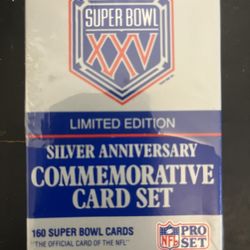 SUPER BOWL
XXV
LIMITED EDITION
SILVER ANNIVERSARY
COMMEMORATIVE
CARD SET
160 SUPER BOWL CARDS
"THE OFFICIAL CARD OF THE NFL"
NFL
PRO
SET